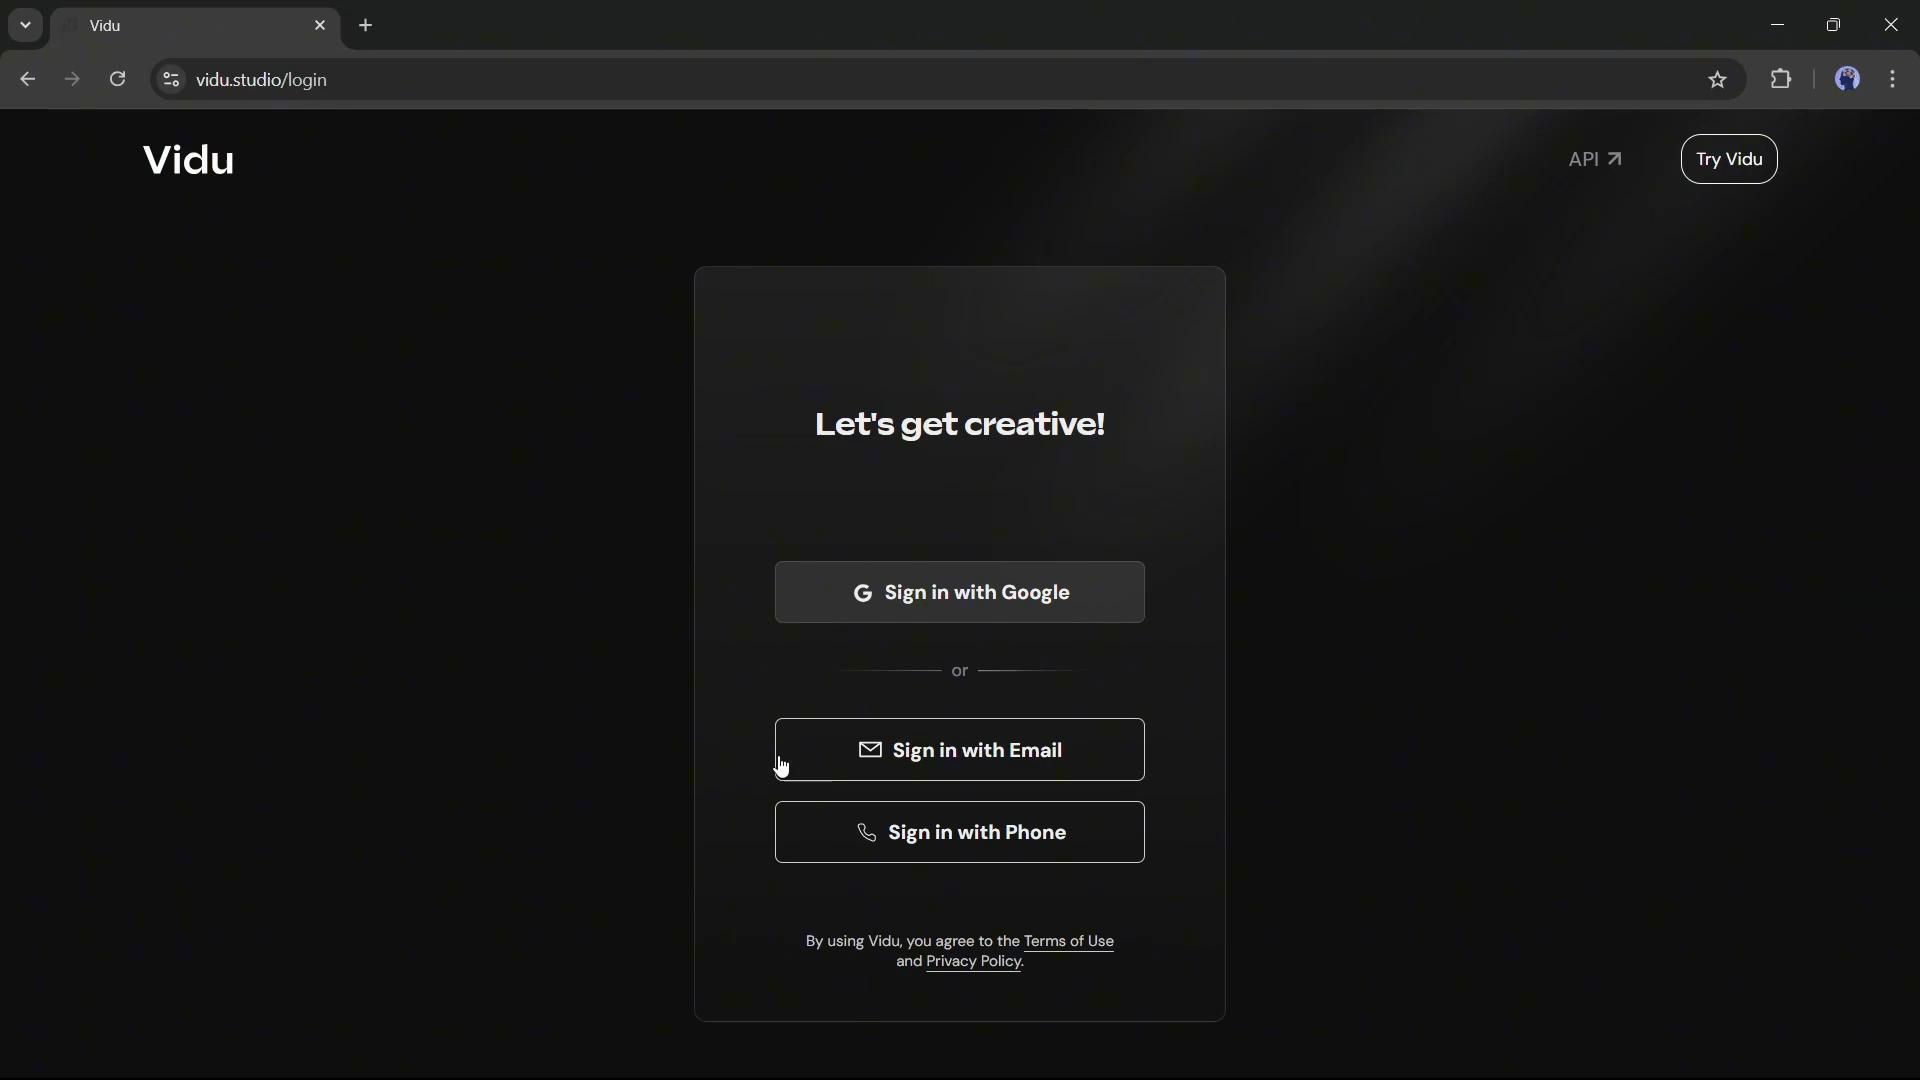 Vidu
vidu.studio/login
Vidu
API
Try Vidu
Let's get creative!
Sign in with Google
or
Sign in with Email
Sign in with Phone
By using Vidu, you agree to the Terms of Use
and Privacy Policy.